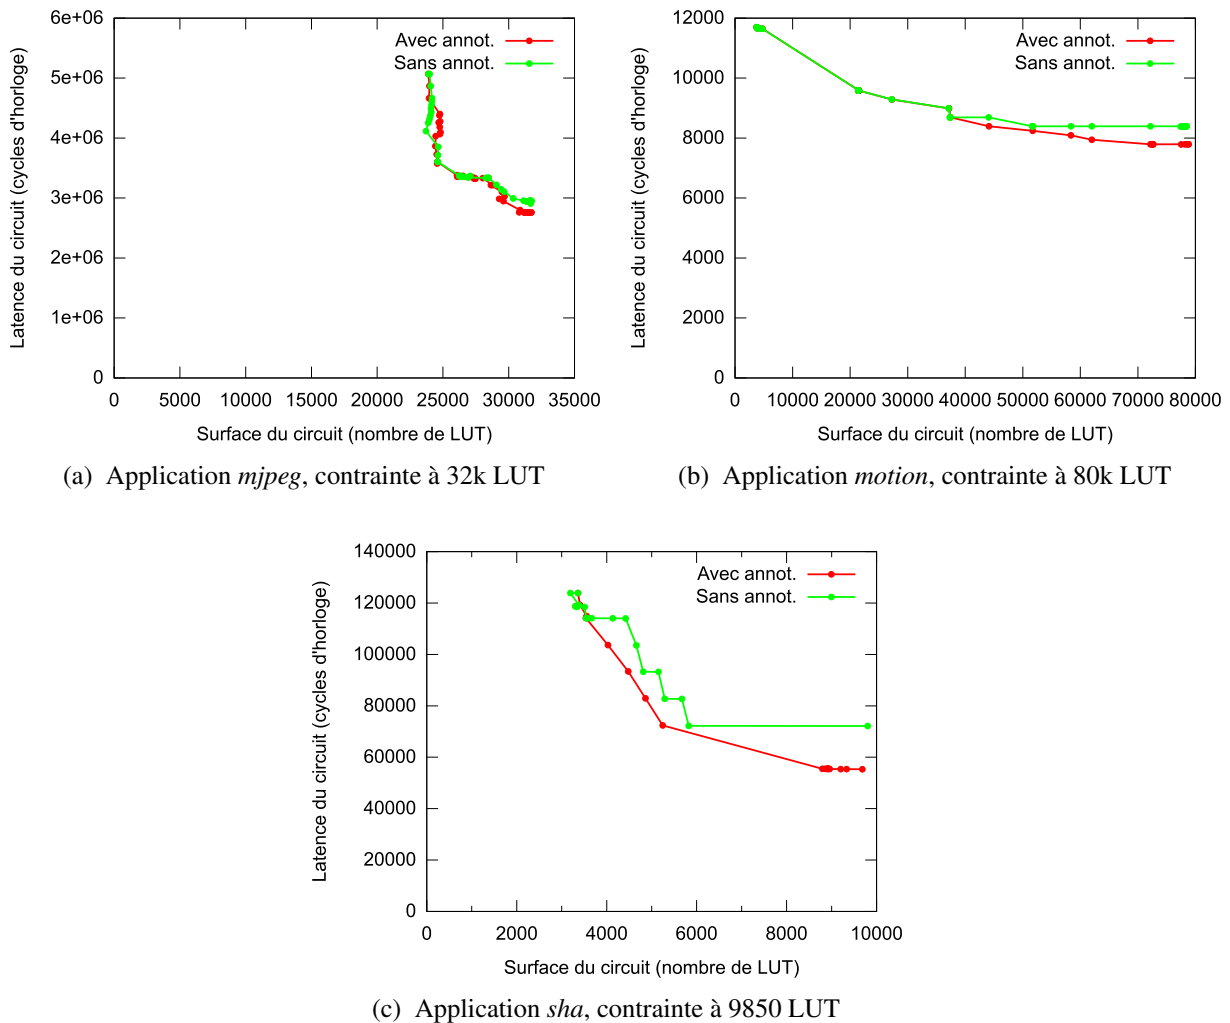 6e+06
5e+06
4e+06
3e+06
2e+06
1e+06
0
Latence du circuit (cycles d'horloge)
Avec annot.
Sans annot.
0 5000 10000 15000 20000 25000 30000 35000
Surface du circuit (nombre de LUT)
(a) Application mjpeg, contrainte à 32k LUT
12000
10000
8000
6000
4000
2000
0
Latence du circuit (cycles d'horloge)
Avec annot.
Sans annot.
0 10000 20000 30000 40000 50000 60000 70000 80000
Surface du circuit (nombre de LUT)
(b) Application motion, contrainte à 80k LUT
140000
120000
100000
80000
60000
40000
20000
0
Latence du circuit (cycles d'horloge)
Avec annot.
Sans annot.
0 2000 4000 6000 8000 10000
Surface du circuit (nombre de LUT)
(c) Application sha, contrainte à 9850 LUT